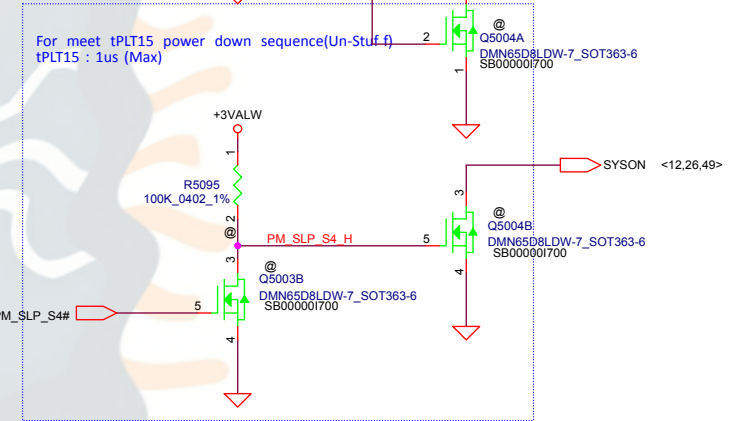 @
Q5004A
2
DMN65D8LDW-7_SOT363-6
SB00000I700
1
For meet tPLT15 power down sequence(Un-Stuf f)
tPLT15 : 1us (Max)
+3VALW
1
R5095
100K_0402_1%
2
@
PM_SLP_S4_H
SYSON <12,26,49>
3
@
Q5004B
5
DMN65D8LDW-7_SOT363-6
SB00000I700
4
3
@
Q5003B
5
DMN65D8LDW-7_SOT363-6
SB00000I700
4
M_SLP_S4#